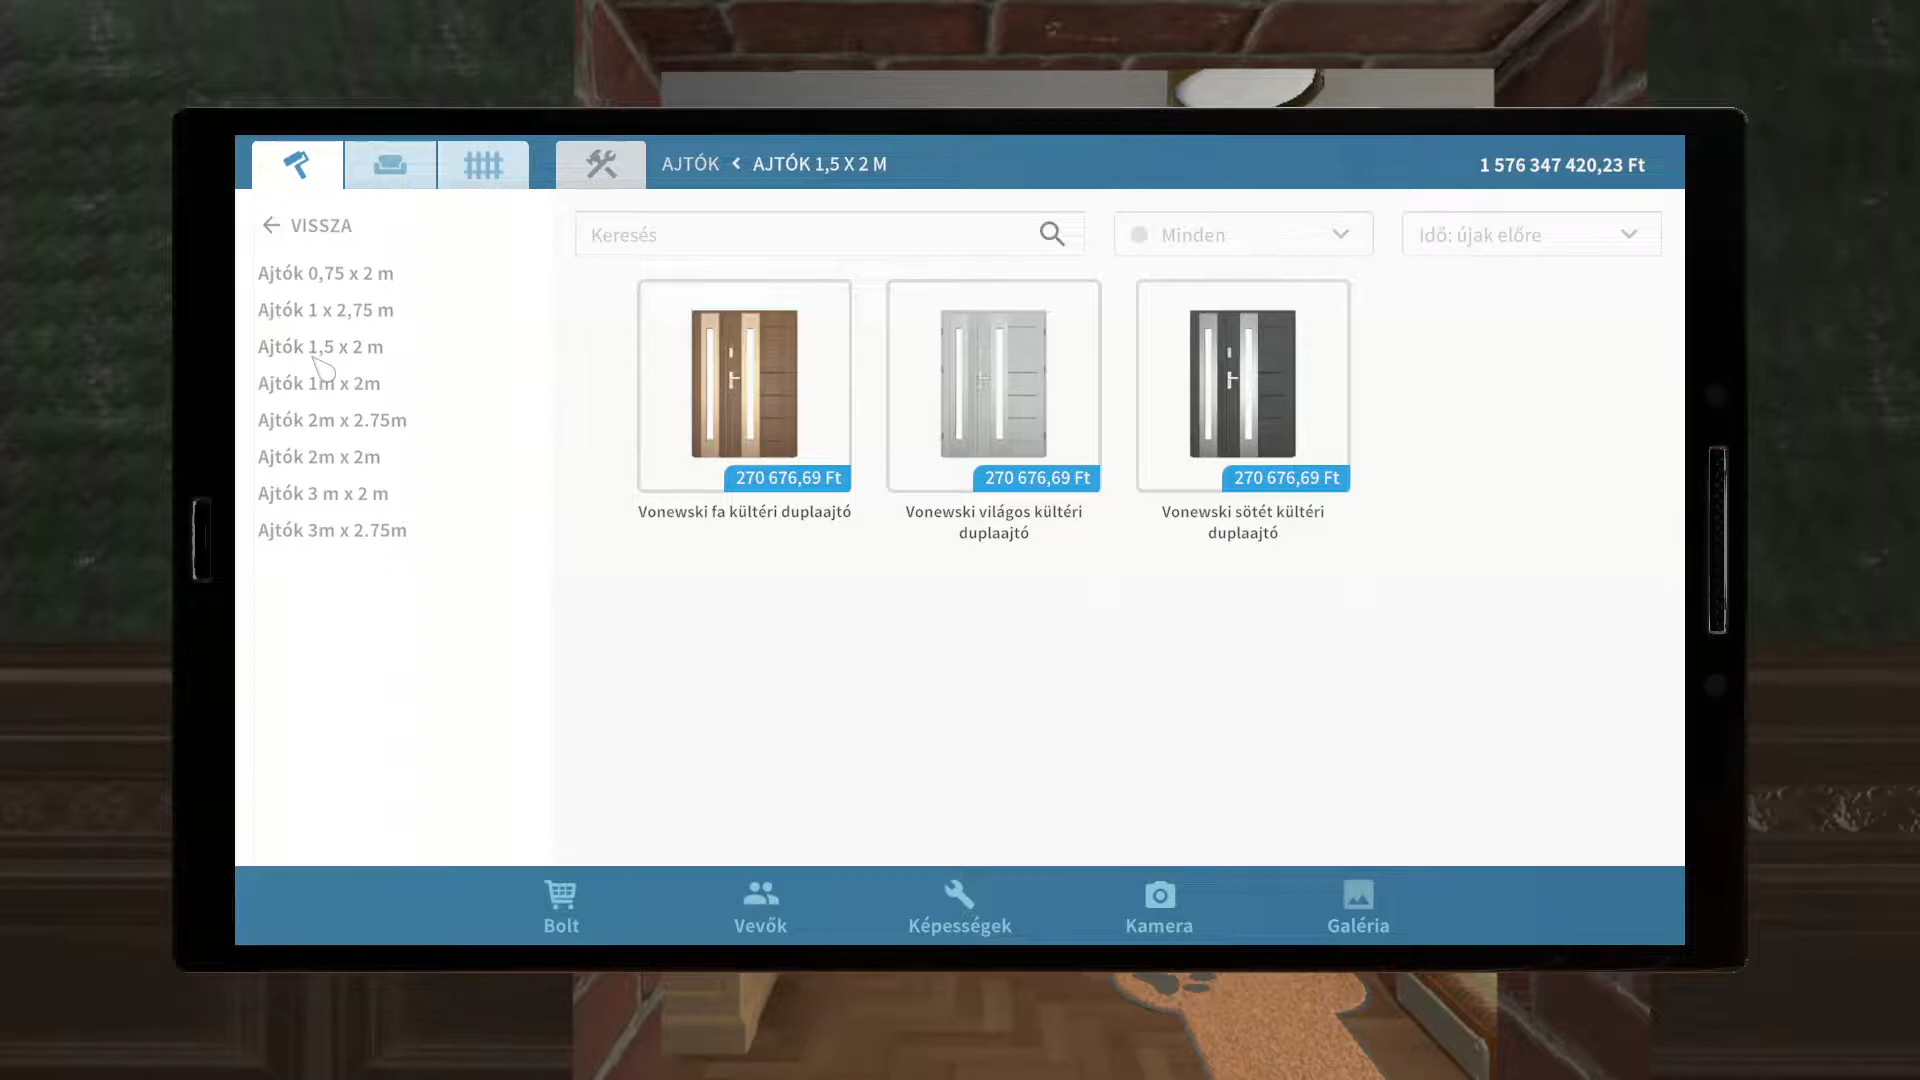 AJTÓK < AJTÓK 1,5 X 2 M
1 576 347 420,23 Ft
VISSZA
Ajtók 0,75 x 2 m
Ajtók 1 x 2,75 m
Ajtók 1,5 x 2 m
Ajtók 1m x 2m
Ajtók 2m x 2.75m
Ajtók 2m x 2m
Ajtók 3 m x 2 m
Ajtók 3m x 2.75m
Keresés
Minden
Idő: újak előre
270 676,69 Ft
Vonewski fa kültéri duplaajtó
270 676,69 Ft
Vonewski világos kültéri
duplaajtó
270 676,69 Ft
Vonewski sötét kültéri
duplaajtó
Bolt
Vevők
Képességek
Kamera
Galéria